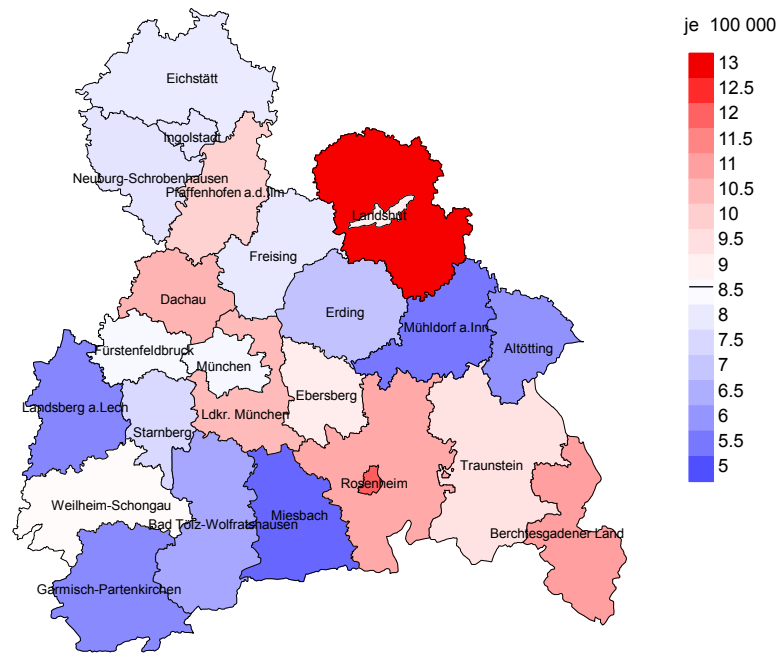 je 100 000
13
12.5
12
11.5
11
10.5
10
9.5
9
8.5
8
7.5
7
6.5
6
5.5
5
Eichstätt
Ingolstadt
Neuburg-Schrobenhausen
Pfaffenhofen a.d.Ilm
Landshut
Freising
Dachau
Erding
Mühldorf a.Inn
Altötting
Fürstenfeldbruck
München
Ebersberg
Landsberg a.Lech
Ldkr. München
Starnberg
Traunstein
Rosenheim
Weilheim-Schongau
Miesbach
Bad Tölz-Wolfratshausen
Berchtesgadener Land
Garmisch-Partenkirchen